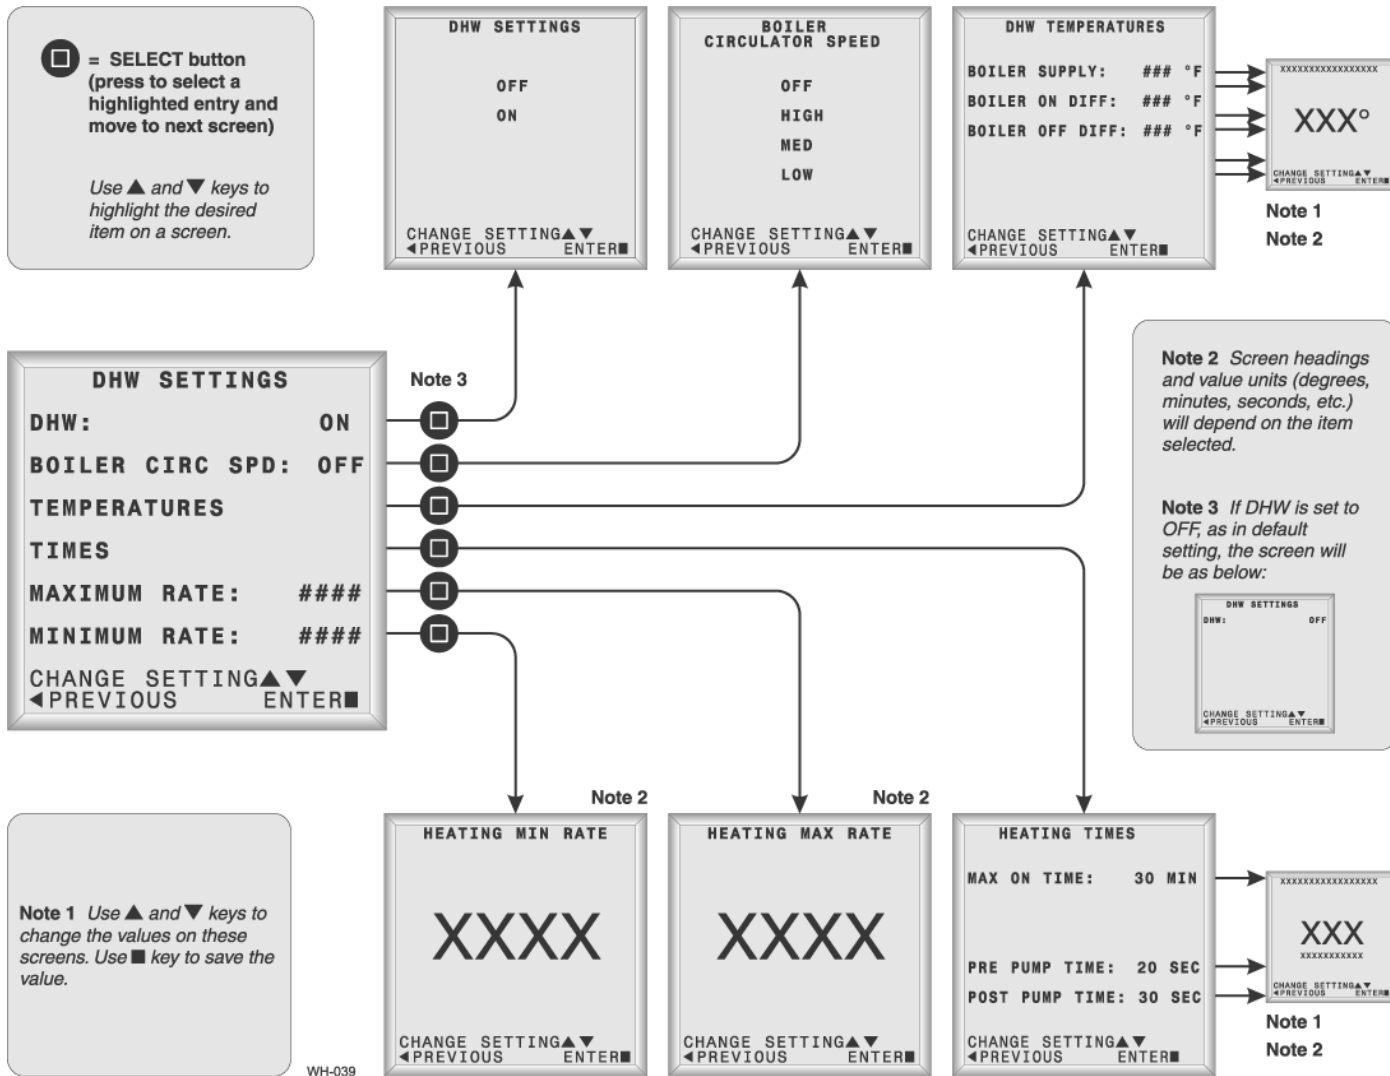 = SELECT button
(press to select a
highlighted entry and
move to next screen)
Use ▲ and ▼ keys to
highlight the desired
item on a screen.
DHW SETTINGS
OFF
ON
CHANGE SETTING▲▼
◄PREVIOUS ENTER■
BOILER
CIRCULATOR SPEED
OFF
HIGH
MED
LOW
CHANGE SETTING▲▼
◄PREVIOUS ENTER■
DHW TEMPERATURES
BOILER SUPPLY: ### °F
BOILER ON DIFF: ### °F
BOILER OFF DIFF: ### °F
CHANGE SETTING▲▼
◄PREVIOUS ENTER■
XXXXXXXXXXXXXXXXX
XXX°
CHANGE SETTING▲▼
◄PREVIOUS ENTER■
Note 1
Note 2
DHW SETTINGS
DHW: ON
BOILER CIRC SPD: OFF
TEMPERATURES
TIMES
MAXIMUM RATE: ####
MINIMUM RATE: ####
CHANGE SETTING▲▼
◄PREVIOUS ENTER■
Note 3
Note 2 Screen headings
and value units (degrees,
minutes, seconds, etc.)
will depend on the item
selected.
Note 3 If DHW is set to
OFF, as in default
setting, the screen will
be as below:
DHW SETTINGS
DHW: OFF
CHANGE SETTING▲▼
◄PREVIOUS ENTER■
Note 1 Use ▲ and ▼ keys to
change the values on these
screens. Use ■ key to save the
value.
WH-039
Note 2
HEATING MIN RATE
XXXX
CHANGE SETTING▲▼
◄PREVIOUS ENTER■
Note 2
HEATING MAX RATE
XXXX
CHANGE SETTING▲▼
◄PREVIOUS ENTER■
HEATING TIMES
MAX ON TIME: 30 MIN
PRE PUMP TIME: 20 SEC
POST PUMP TIME: 30 SEC
CHANGE SETTING▲▼
◄PREVIOUS ENTER■
XXXXXXXXXXXXXXXXX
XXX
XXXXXXXXXXX
CHANGE SETTING▲▼
◄PREVIOUS ENTER■
Note 1
Note 2